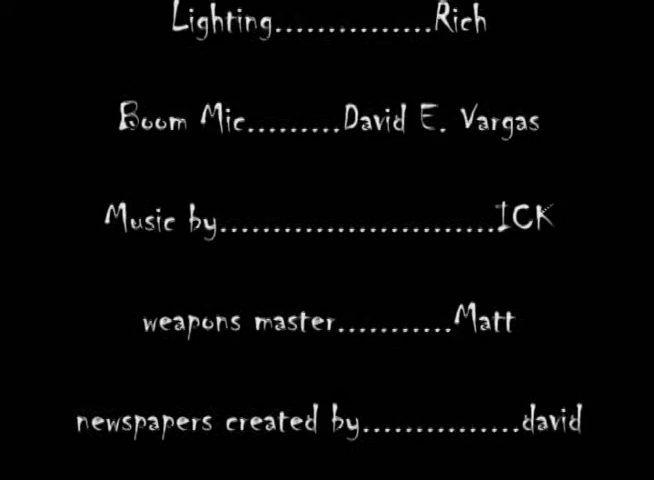 Lighting...............Rich
Boom Mic.........David E. Vargas
Music by..........................ICK
weapons master...........Matt
newspapers created by...............david